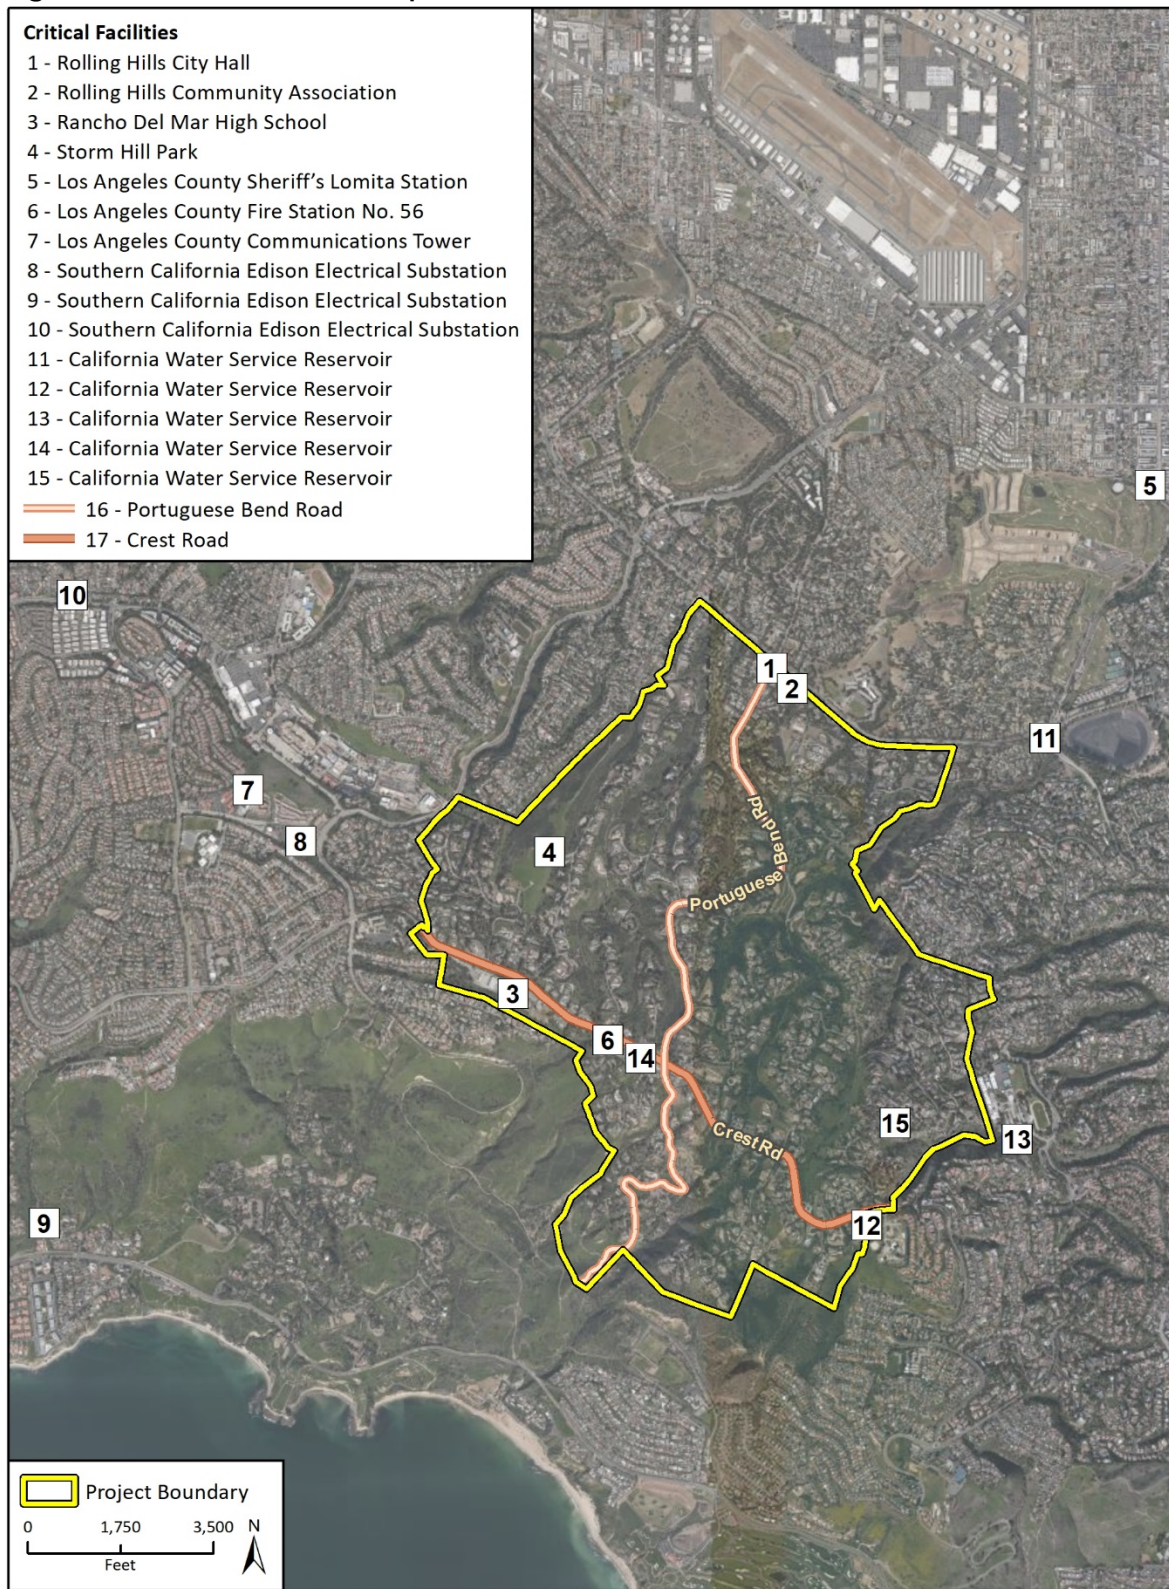 Critical Facilities
1 - Rolling Hills City Hall
2 - Rolling Hills Community Association
3 - Rancho Del Mar High School
4 - Storm Hill Park
5 - Los Angeles County Sheriff's Lomita Station
6 - Los Angeles County Fire Station No. 56
7 - Los Angeles County Communications Tower
8 - Southern California Edison Electrical Substation
9 - Southern California Edison Electrical Substation
10 - Southern California Edison Electrical Substation
11 - California Water Service Reservoir
12 - California Water Service Reservoir
13 - California Water Service Reservoir
14 - California Water Service Reservoir
15 - California Water Service Reservoir
16 - Portuguese Bend Road
17 - Crest Road
5
10
1
2
11
7
8
4
Portuguese Bend Rd
3
6
14
15
13
Crest Rd
9
12
Project Boundary
0 1,750 3,500
Feet
N